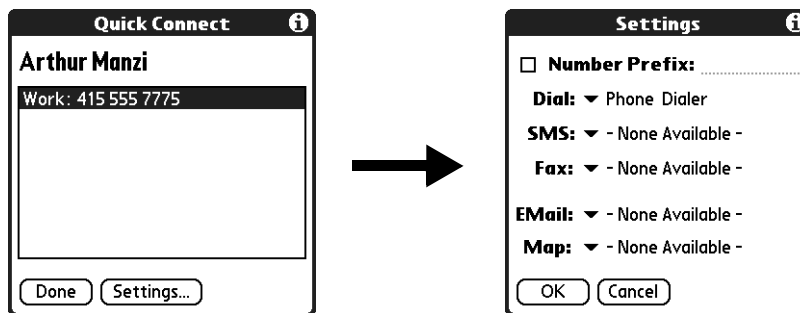 Quick Connect
Arthur Manzi
Work: 415 555 7775
Done
Settings...
Settings
Number Prefix:
Dial: Phone Dialer
SMS: - None Available -
Fax: - None Available -
EMail: - None Available -
Map: - None Available -
OK
Cancel